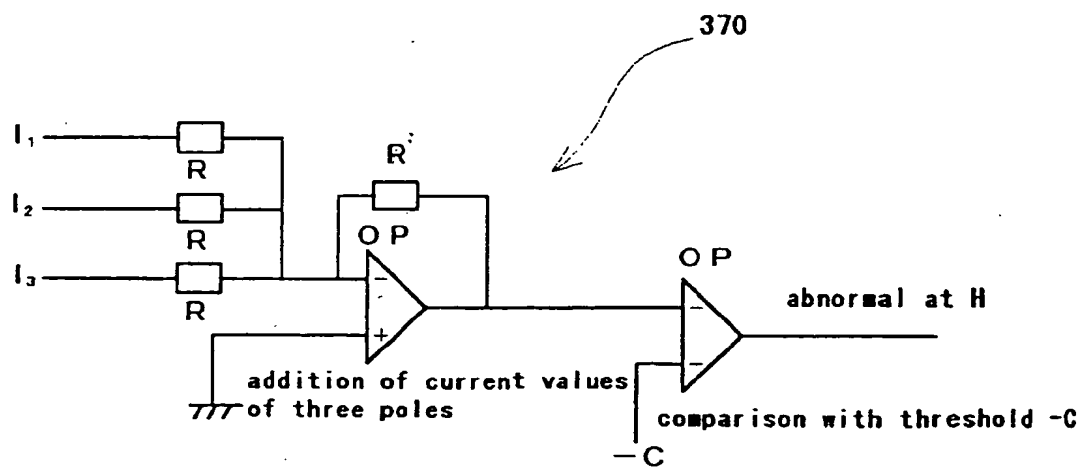 370
I₁
R
R'
I₂
R
OP
I₃
R
OP
-
+
abnormal at H
-
-
addition of current values
of three poles
comparison with threshold -C
-C